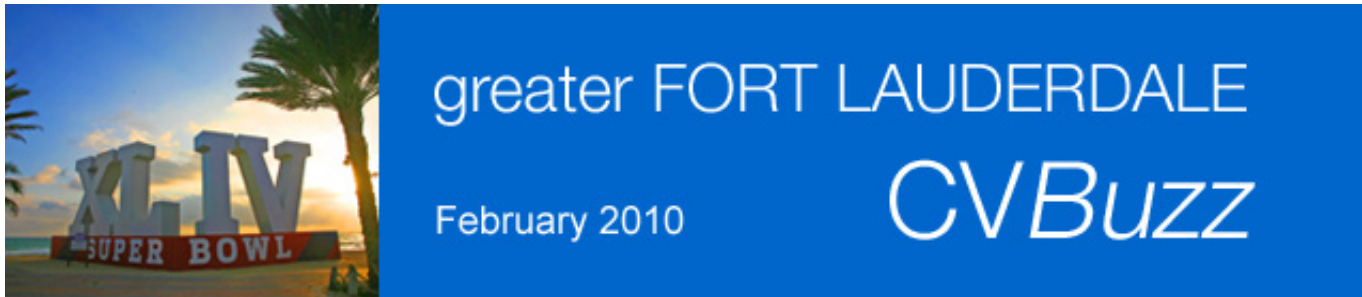 XLIV
SUPER BOWL
greater FORT LAUDERDALE
February 2010
CVBuzz